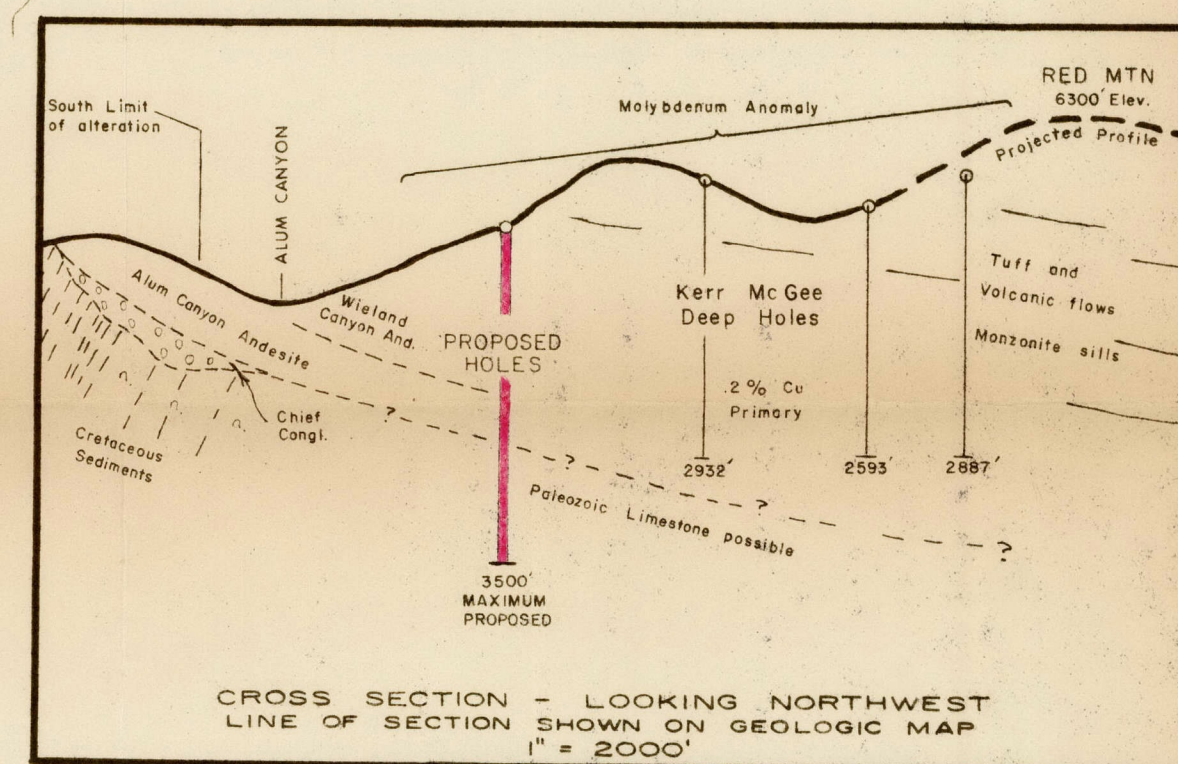 South Limit
of alteration
ALUM CANYON
Molybdenum Anomaly
RED MTN
6300' Elev.
Projected Profile
Alum Canyon Andesite
Wieland
Canyon And.
PROPOSED
HOLES
Kerr McGee
Deep Holes
.2% Cu
Primary
Tuff and
Volcanic flows
Monzonite sills
Chief
Congl.
Cretaceous
Sediments
?
?
?
?
?
?
?
2932'
2593'
2887'
Paleozoic Limestone possible
3500'
MAXIMUM
PROPOSED
CROSS SECTION - LOOKING NORTHWEST
LINE OF SECTION SHOWN ON GEOLOGIC MAP
1" = 2000'